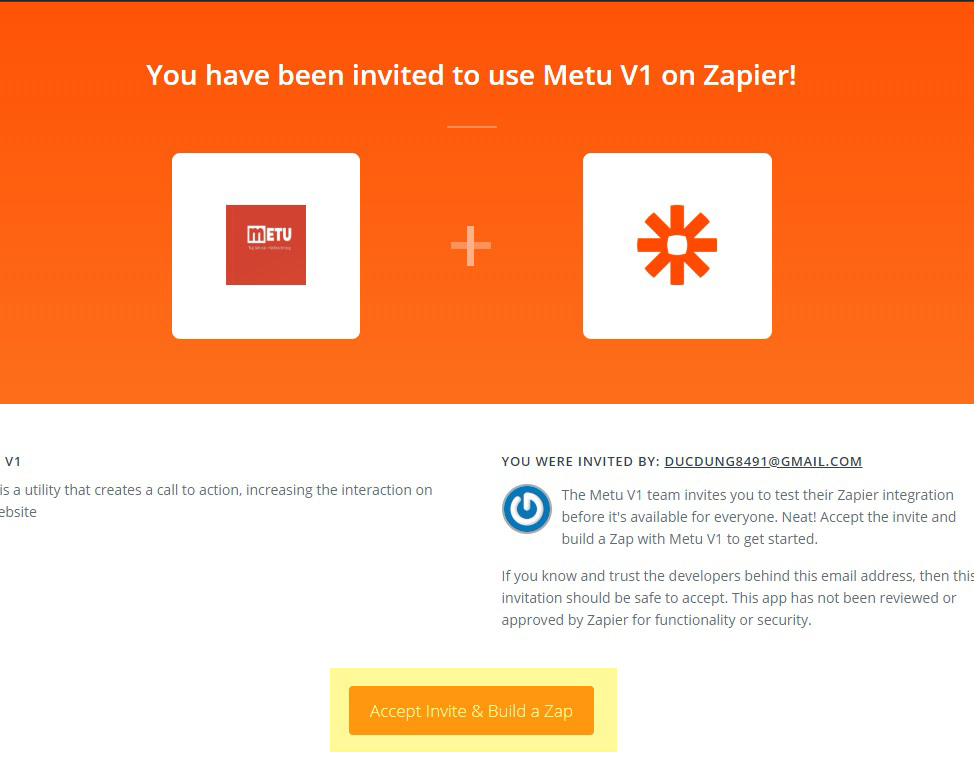 You have been invited to use Metu V1 on Zapier!
METU
V1
is a utility that creates a call to action, increasing the interaction on
ebsite
YOU WERE INVITED BY: DUCDUNG8491@GMAIL.COM
The Metu V1 team invites you to test their Zapier integration
before it's available for everyone. Neat! Accept the invite and
build a Zap with Metu V1 to get started.
If you know and trust the developers behind this email address, then this
invitation should be safe to accept. This app has not been reviewed or
approved by Zapier for functionality or security.
Accept Invite & Build a Zap